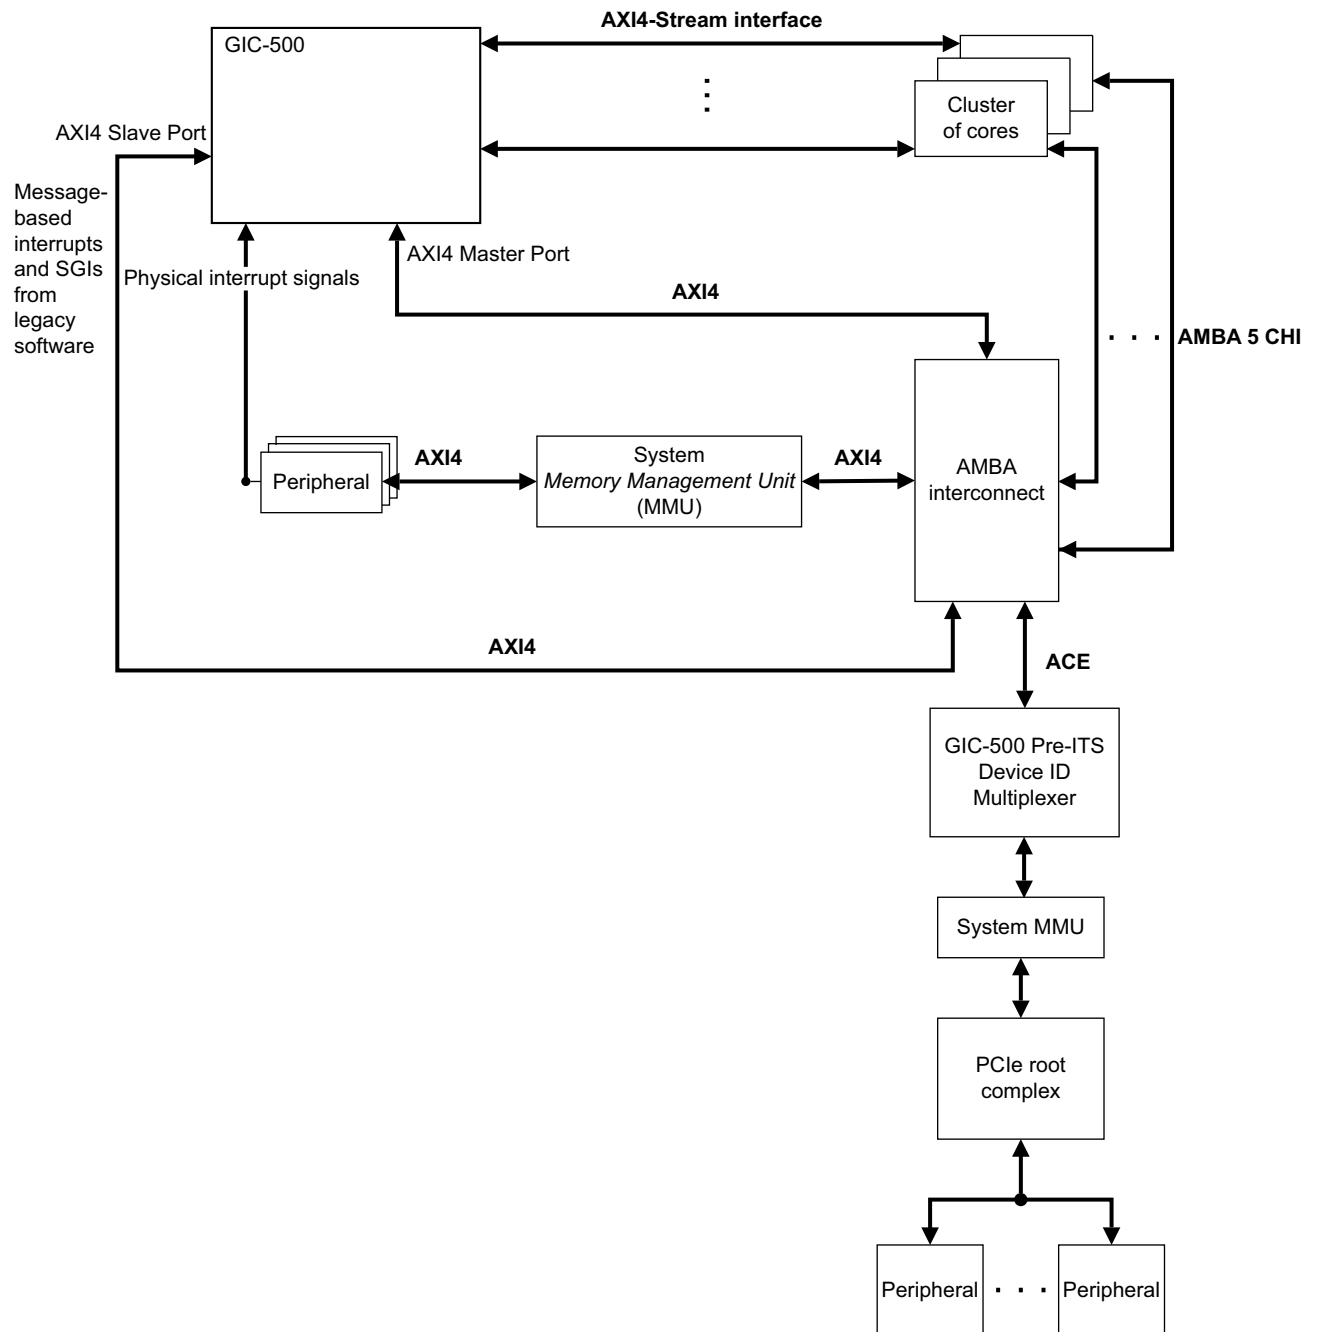 AXI4-Stream interface
GIC-500
Cluster
of cores
AXI4 Slave Port
Message-
based
interrupts
and SGIs
from
legacy
software
Physical interrupt signals
AXI4 Master Port
AXI4
AMBA 5 CHI
Peripheral
AXI4
System
Memory Management Unit
(MMU)
AXI4
AMBA
interconnect
AXI4
ACE
GIC-500 Pre-ITS
Device ID
Multiplexer
System MMU
PCIe root
complex
Peripheral
Peripheral